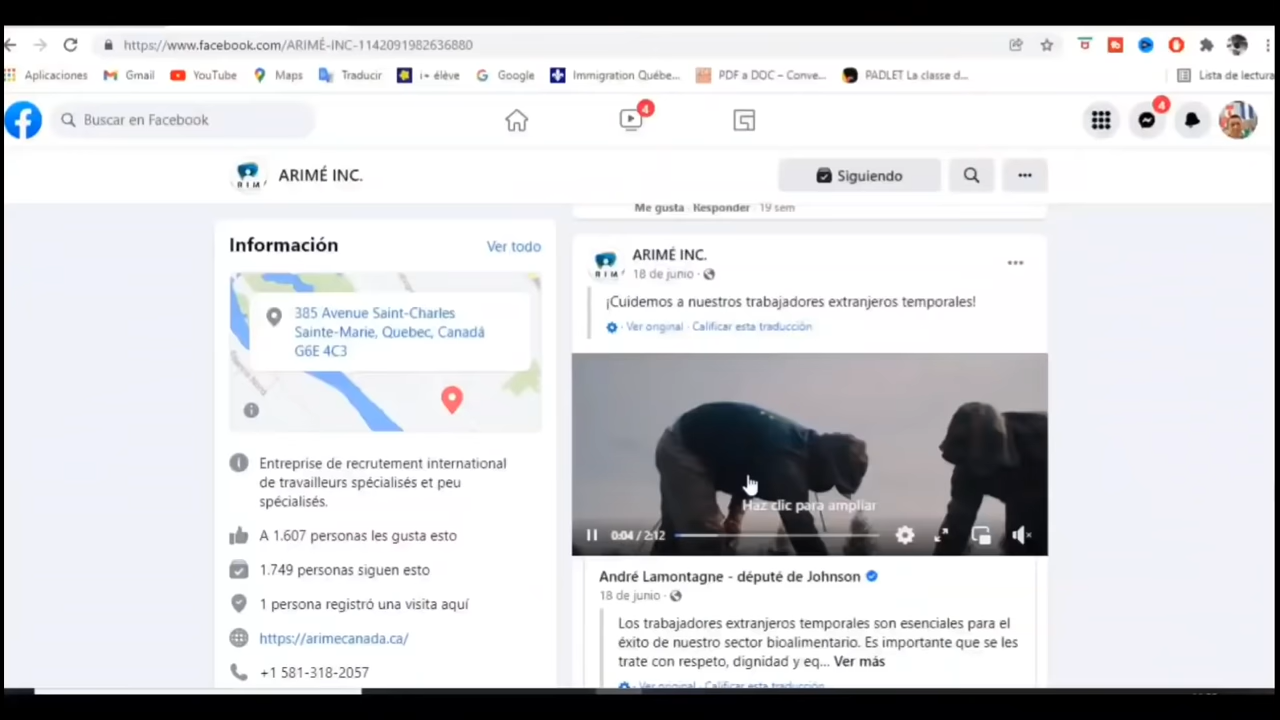 https://www.facebook.com/ARIMÉ-INC-1142091982636880
Aplicaciones
Gmail
YouTube
Maps
Traducir
i+ élève
Google
Immigration Québe...
PDF a DOC – Conve...
PADLET La classe d...
Lista de lectura
Buscar en Facebook
4
4
ARIMÉ INC.
Siguiendo
Información
Ver todo
385 Avenue Saint-Charles
Sainte-Marie, Quebec, Canadá
G6E 4C3
Entreprise de recrutement international
de travailleurs spécialisés et peu
spécialisés.
A 1.607 personas les gusta esto
1.749 personas siguen esto
1 persona registró una visita aquí
https://arimecanada.ca/
+1 581-318-2057
Me gusta Responder 19 sem
ARIMÉ INC.
18 de junio ·
¡Cuidemos a nuestros trabajadores extranjeros temporales!
· Ver original · Calificar esta traducción
Haz clic para ampliar
0:04 / 2:12
André Lamontagne - député de Johnson
18 de junio ·
Los trabajadores extranjeros temporales son esenciales para el
éxito de nuestro sector bioalimentario. Es importante que se les
trate con respeto, dignidad y eq... Ver más
· Ver original · Calificar esta traducción